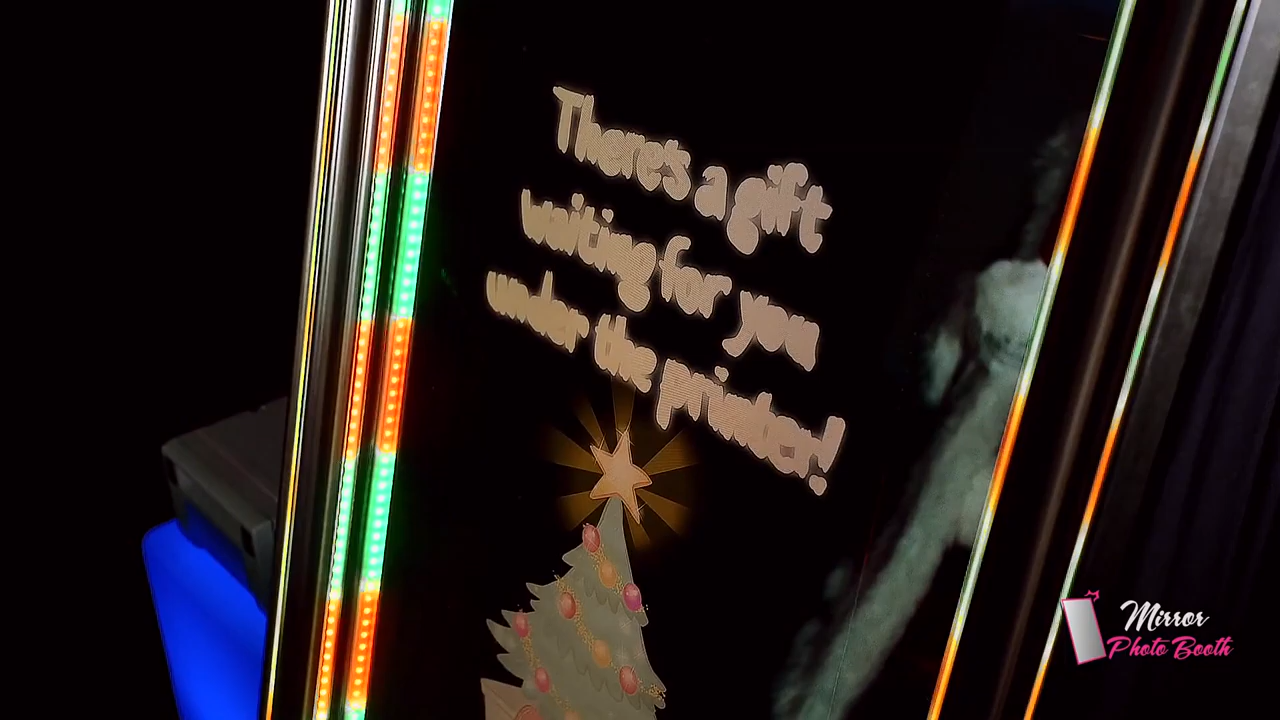 There's a gift
waiting for you
under the printer!
Mirror
Photo Booth